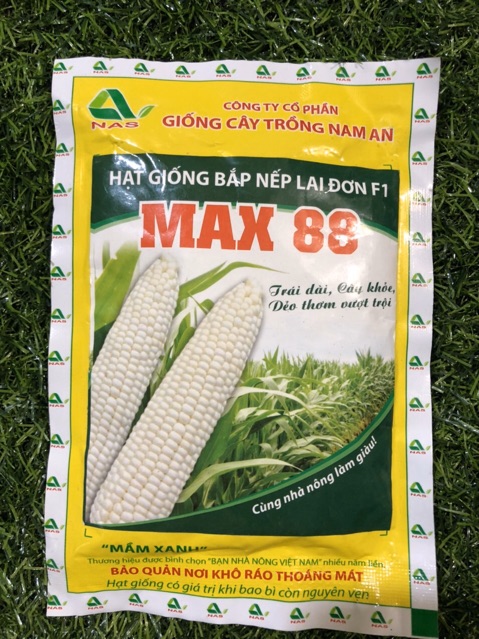 NAS
CÔNG TY CỔ PHẦN
GIỐNG CÂY TRỒNG NAM AN
HẠT GIỐNG BẮP NẾP LAI ĐƠN F1
MAX 88
Trái dài, Cây khỏe,
Dẻo thơm vượt trội
Cùng nhà nông làm giàu!
"MẦM XANH"
Thương hiệu được bình chọn "BẠN NHÀ NÔNG VIỆT NAM" nhiều năm liền.
BẢO QUẢN NƠI KHÔ RÁO THOÁNG MÁT
Hạt giống có giá trị khi bao bì còn nguyên vẹn